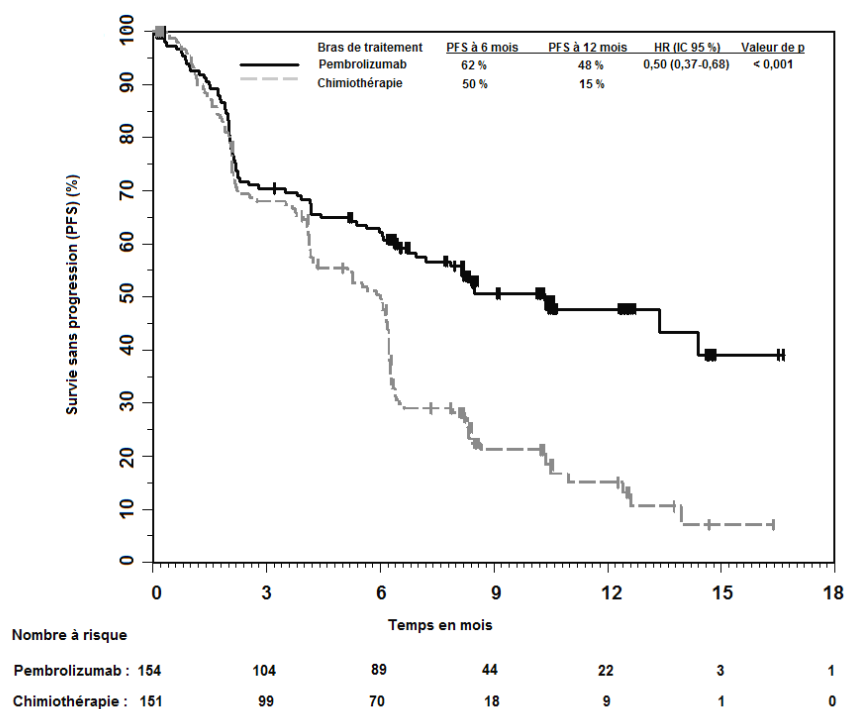 Bras de traitement PFS à 6 mois PFS à 12 mois HR (IC 95 %) Valeur de p
Pembrolizumab 62 % 48 % 0,50 (0,37-0,68) < 0,001
Chimiothérapie 50 % 15 %
Survie sans progression (PFS) (%)
100
90
80
70
60
50
40
30
20
10
0
0 3 6 9 12 15 18
Temps en mois
Nombre à risque
Pembrolizumab : 154 104 89 44 22 3 1
Chimiothérapie : 151 99 70 18 9 1 0